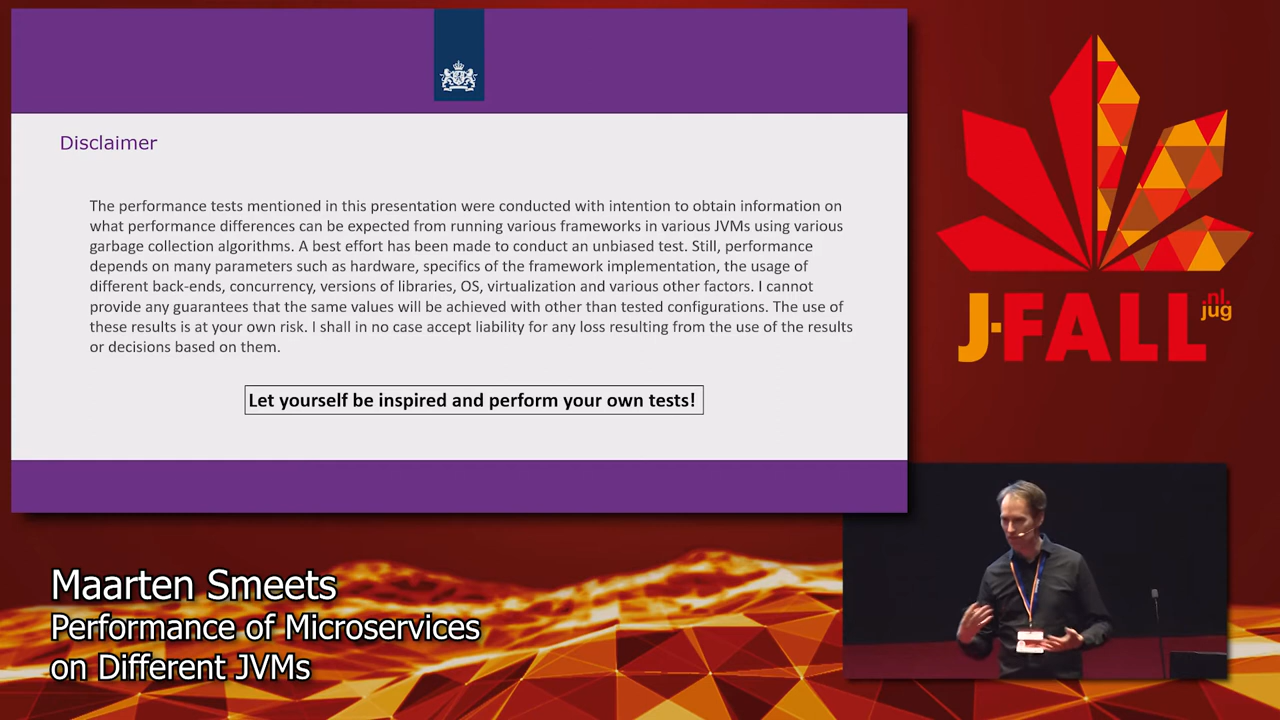 Disclaimer
The performance tests mentioned in this presentation were conducted with intention to obtain information on
what performance differences can be expected from running various frameworks in various JVMs using various
garbage collection algorithms. A best effort has been made to conduct an unbiased test. Still, performance
depends on many parameters such as hardware, specifics of the framework implementation, the usage of
different back-ends, concurrency, versions of libraries, OS, virtualization and various other factors. I cannot
provide any guarantees that the same values will be achieved with other than tested configurations. The use of
these results is at your own risk. I shall in no case accept liability for any loss resulting from the use of the results
or decisions based on them.
Let yourself be inspired and perform your own tests!
J-FALL
.nl.
jug
Maarten Smeets
Performance of Microservices
on Different JVMs